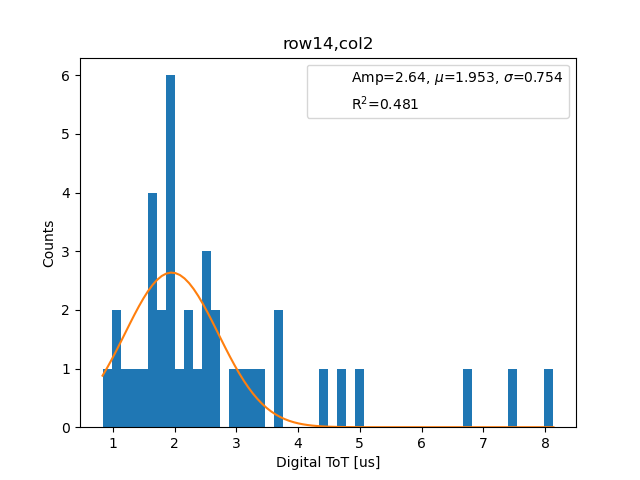 row14,col2
Amp=2.64, μ=1.953, σ=0.754
R²=0.481
Counts
6
5
4
3
2
1
0
1 2 3 4 5 6 7 8
Digital ToT [us]